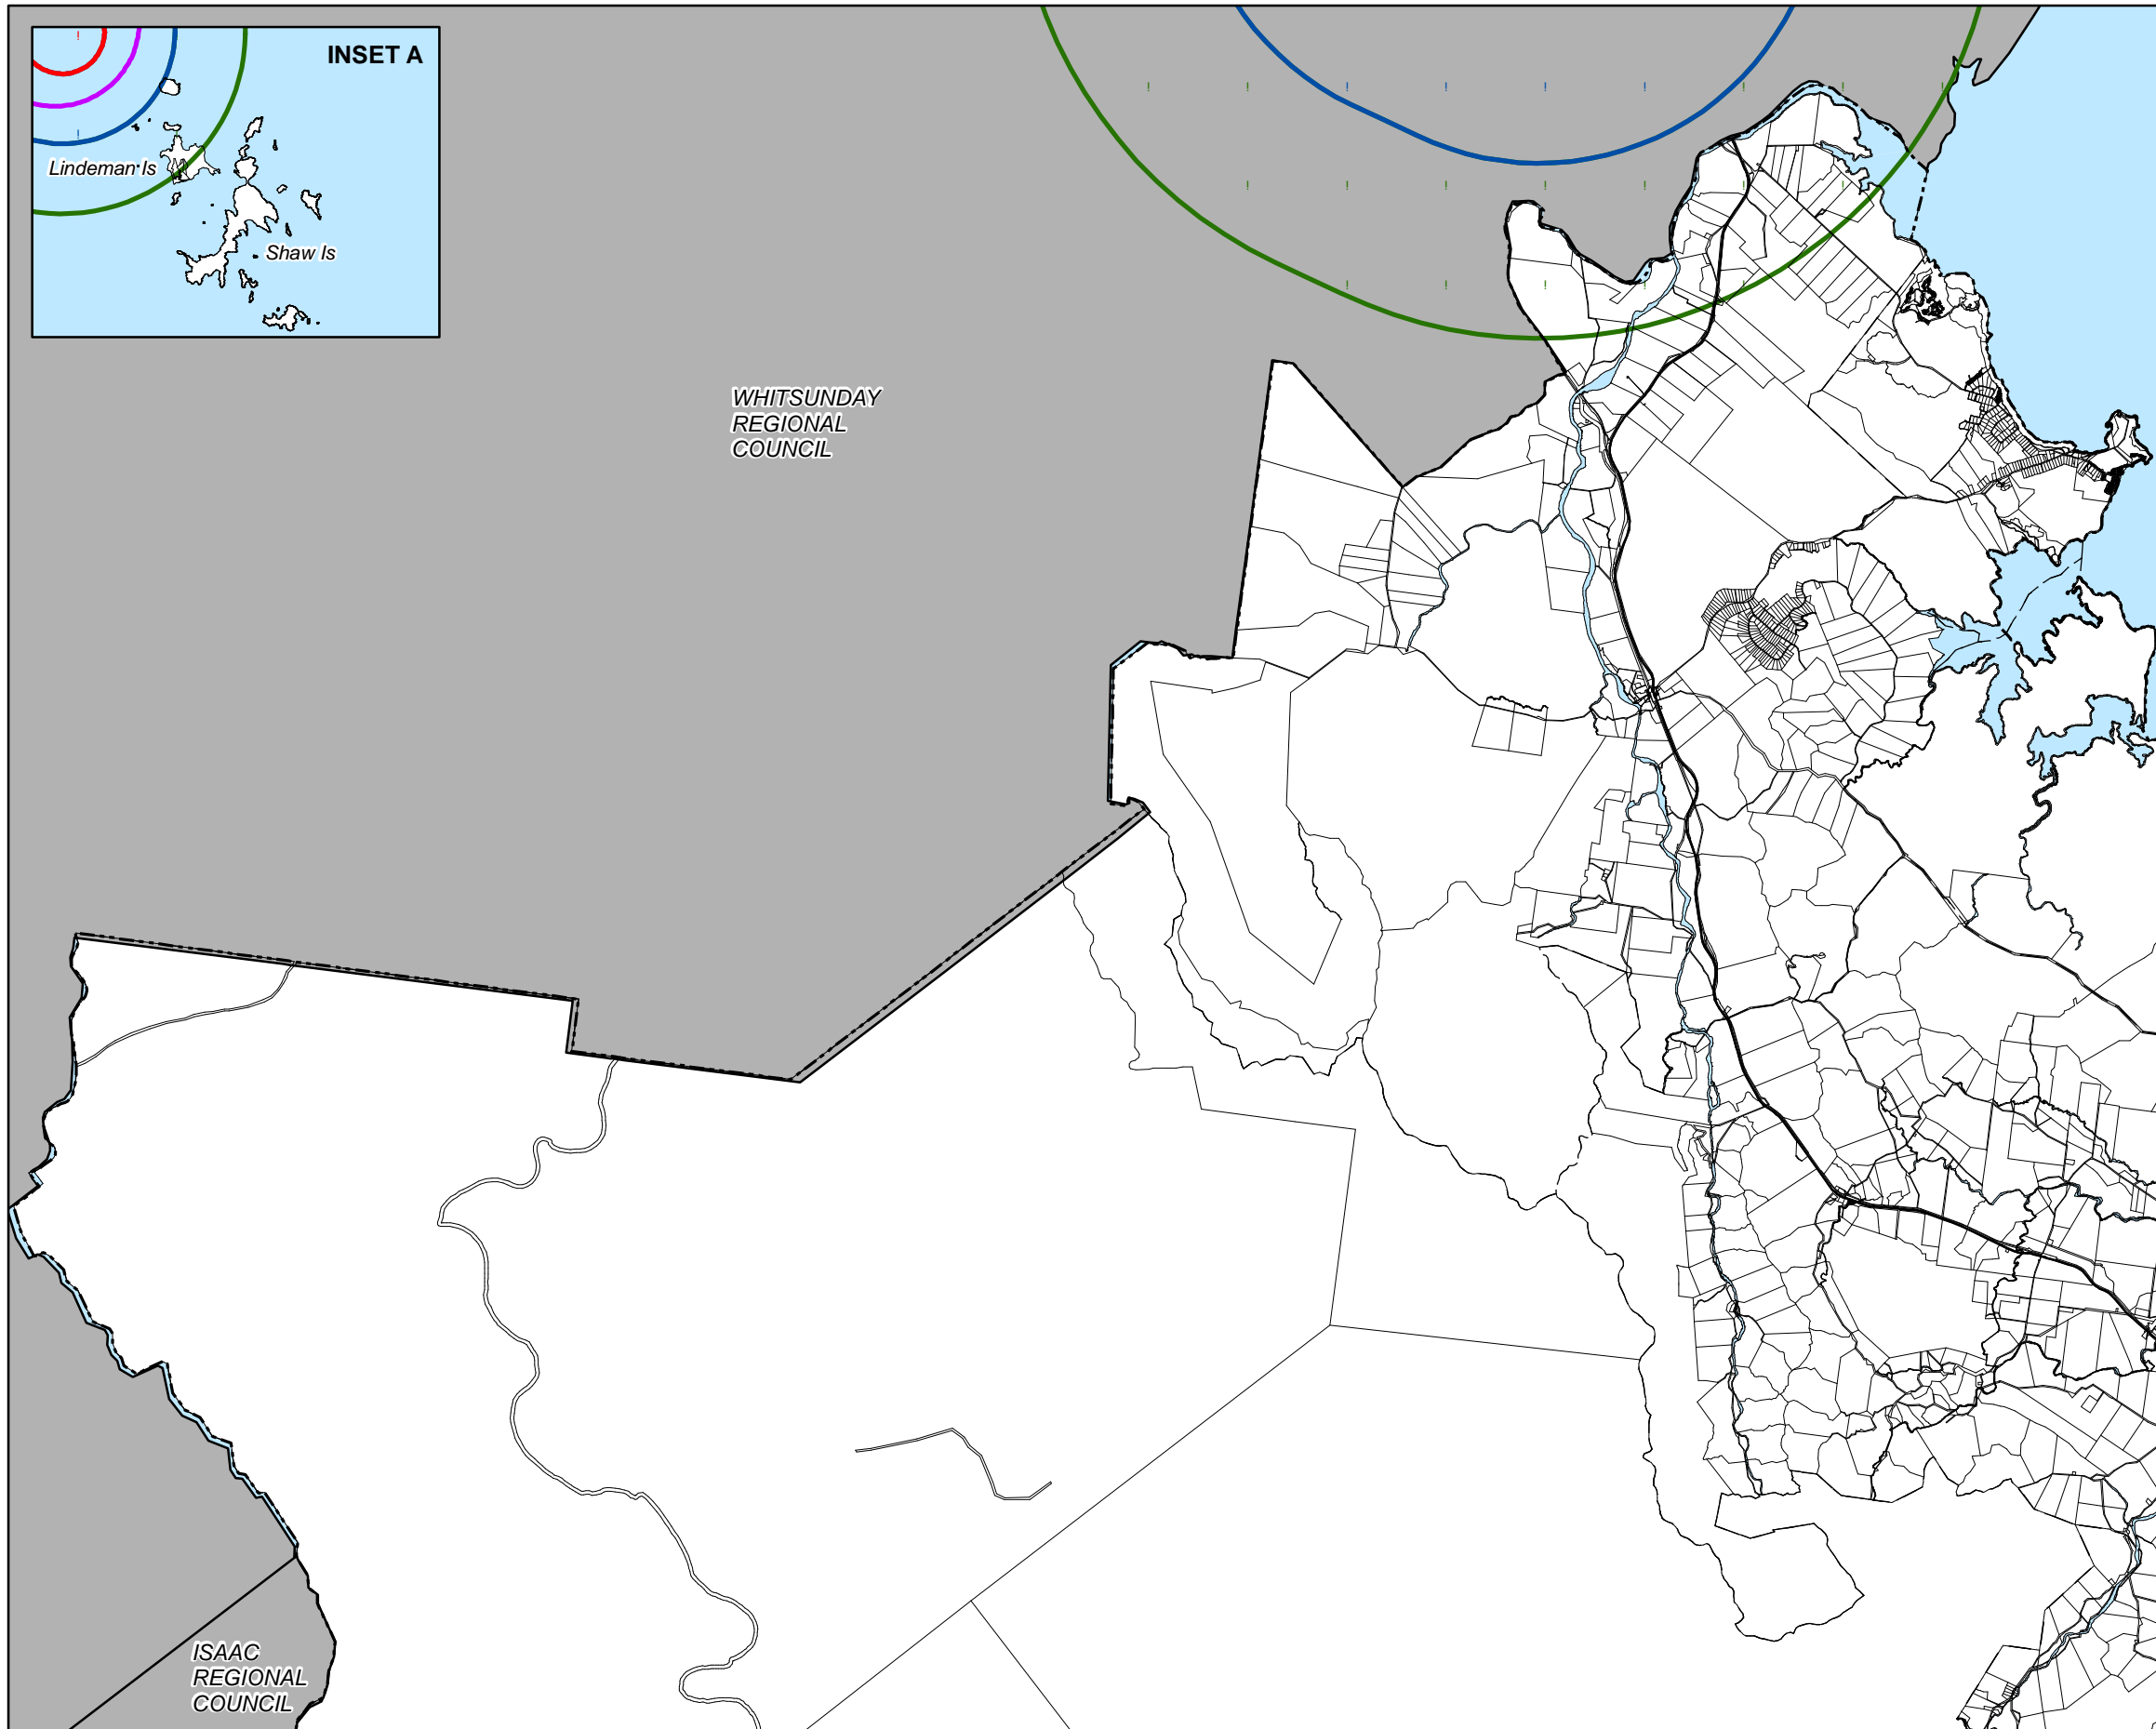 INSET A
Lindeman Is
Shaw Is
WHITSUNDAY
REGIONAL
COUNCIL
ISAAC
REGIONAL
COUNCIL